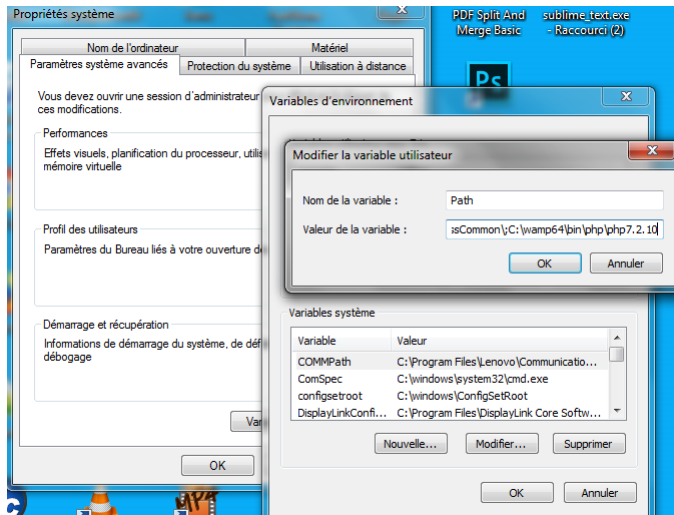 Propriétés système
PDF Split And
Merge Basic
sublime_text.exe
- Raccourci (2)
Nom de l'ordinateur
Matériel
Paramètres système avancés
Protection du système
Utilisation à distance
Ps
Vous devez ouvrir une session d'administrateur
ces modifications.
Performances
Effets visuels, planification du processeur, utilis
mémoire virtuelle
Profil des utilisateurs
Paramètres du Bureau liés à votre ouverture de
Démarrage et récupération
Informations de démarrage du système, de déf
débogage
Var
OK
Variables d'environnement
Modifier la variable utilisateur
Nom de la variable :
Path
Valeur de la variable :
ısCommon\;C:\wamp64\bin\php\php7.2.10
OK
Annuler
Variables système
Variable
Valeur
COMMPath
C:\Program Files\Lenovo\Communicatio...
ComSpec
C:\windows\system32\cmd.exe
configsetroot
C:\windows\ConfigSetRoot
DisplayLinkConfi...
C:\Program Files\DisplayLink Core Softw...
Nouvelle...
Modifier...
Supprimer
OK
Annuler
MP4